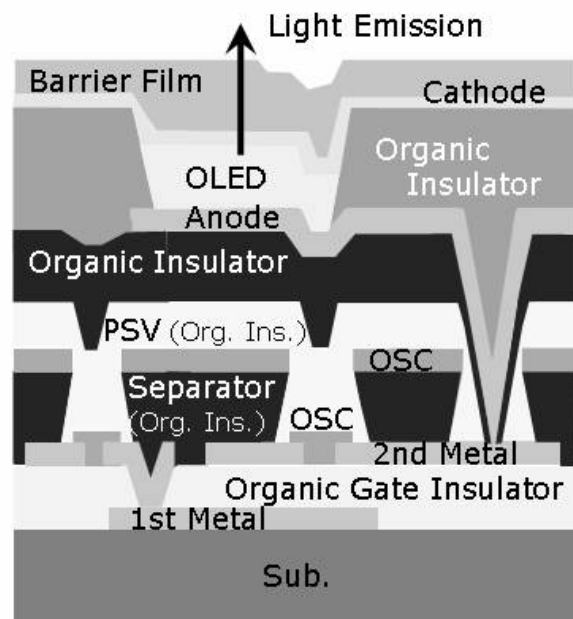 Light Emission
Barrier Film
Cathode
Organic
Insulator
OLED
Anode
Organic Insulator
PSV (Org. Ins.)
OSC
Separator
(Org. Ins.)
OSC
2nd Metal
Organic Gate Insulator
1st Metal
Sub.